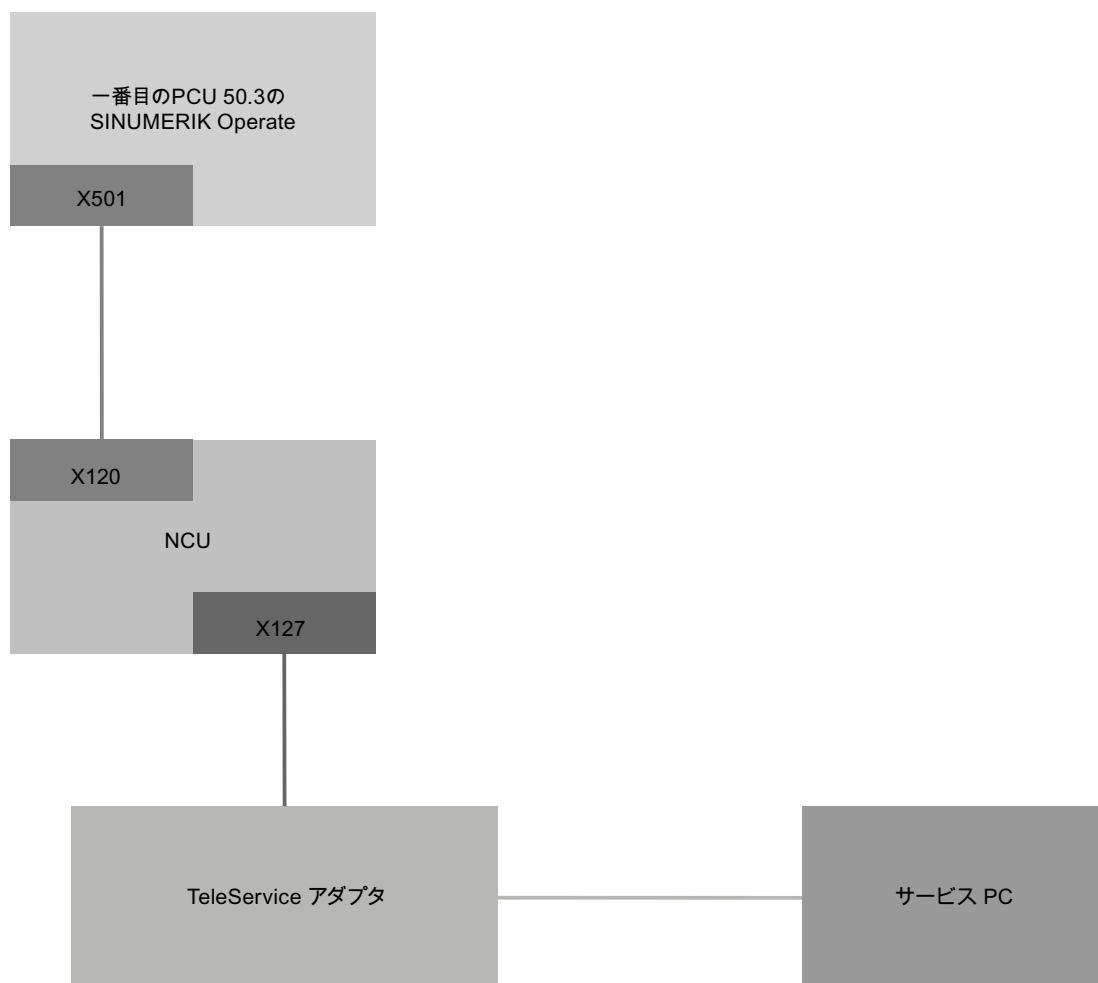 一番目のPCU 50.3の
SINUMERIK Operate
X501
X120
NCU
X127
TeleService アダプタ
サービス PC